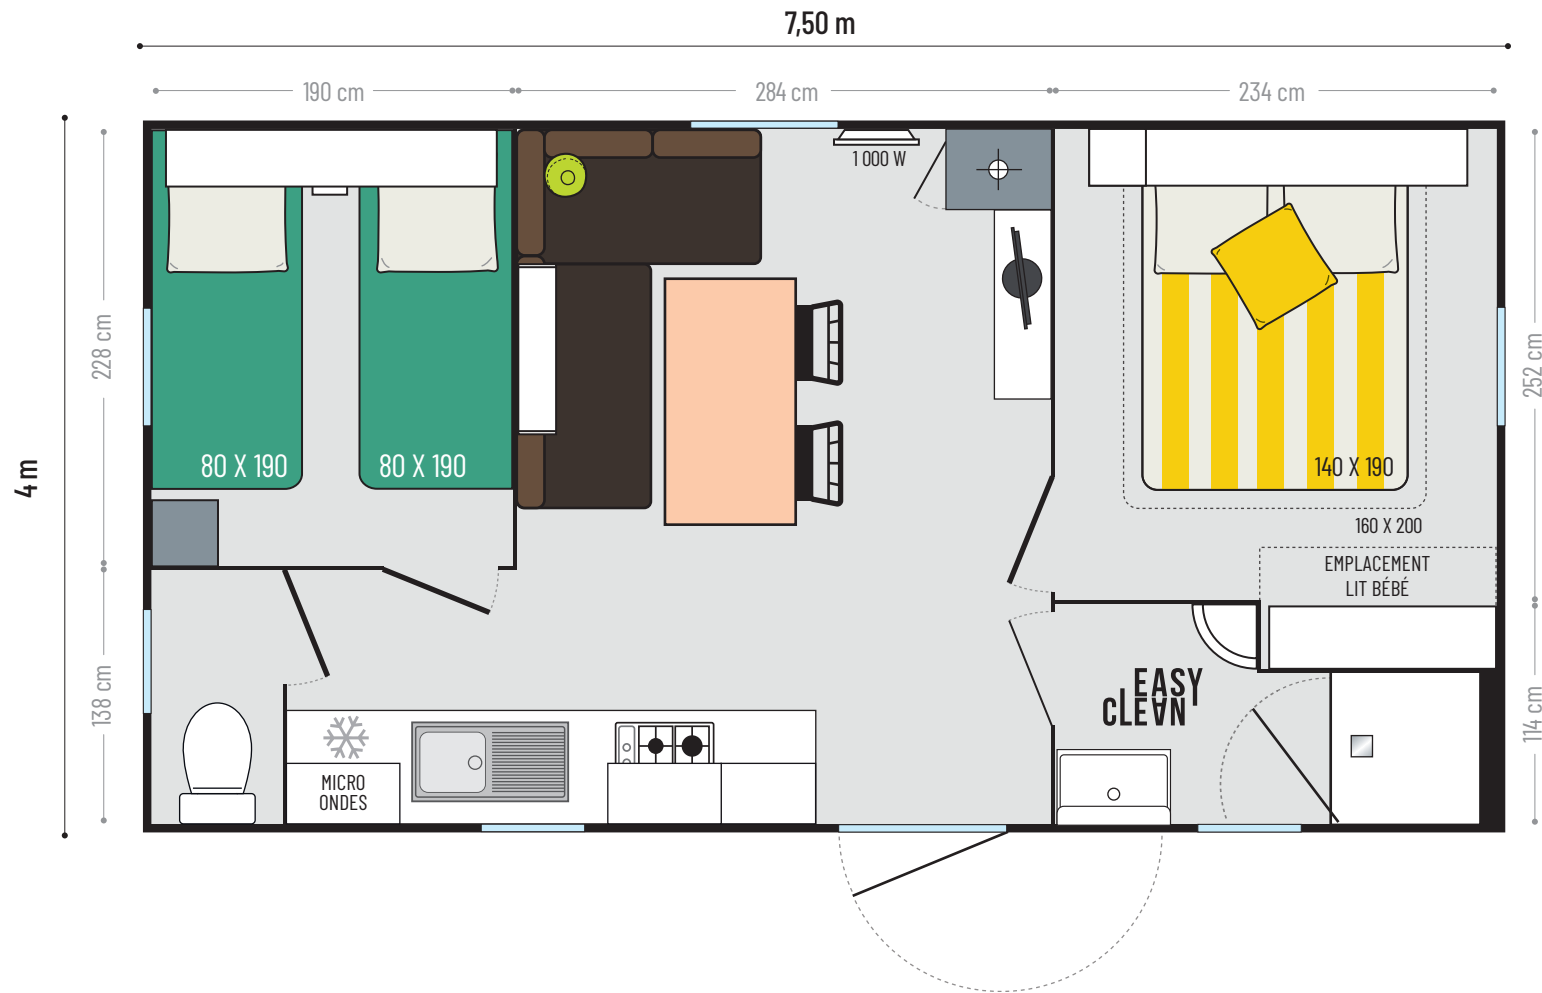 7,50 m
190 cm
284 cm
234 cm
1 000 W
4 m
228 cm
252 cm
80 X 190
80 X 190
140 X 190
160 X 200
EMPLACEMENT
LIT BÉBÉ
138 cm
114 cm
EASY
CLEAN
MICRO
ONDES